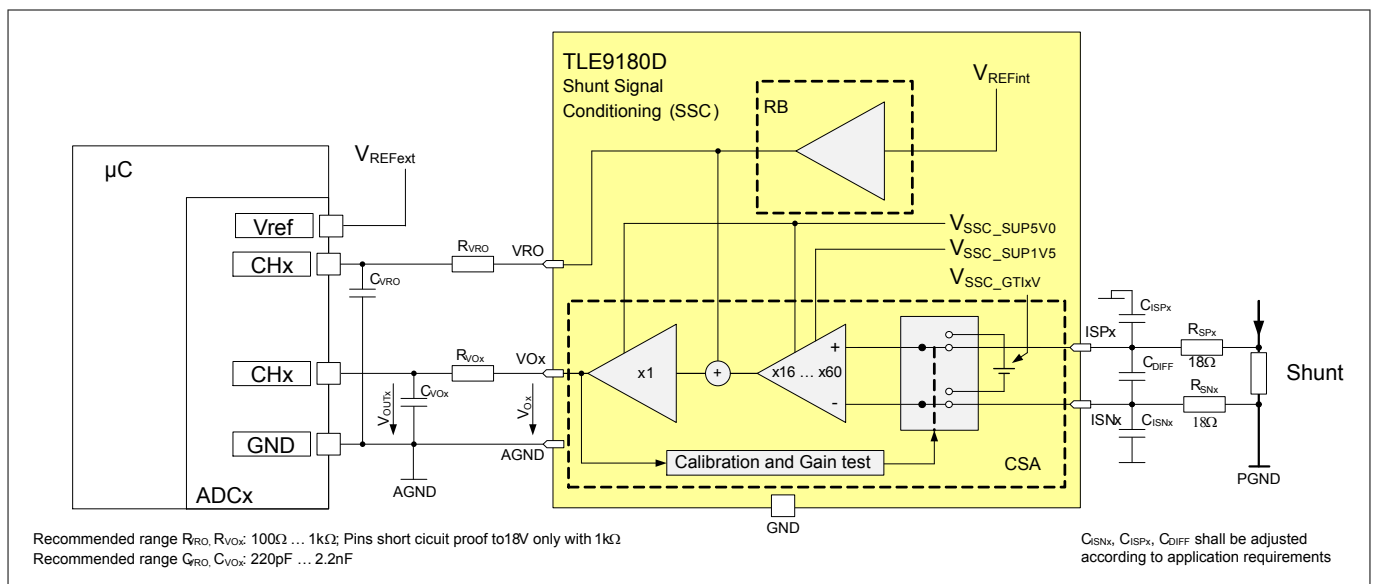 TLE9180D
Shunt Signal
Conditioning (SSC)
RB
VREFint
µC
VREFext
Vref
CHx
CVRO
RVRO
VRO
VSSC_SUP5V0
VSSC_SUP1V5
VSSC_GTIxV
CHx
VOUTx
CVOx
RVOx
VOx
VOx
x1
+
x16 ... x60
+
-
ISPx
CISPx
RSPx
18Ω
CDIFF
Shunt
RSNx
18Ω
ISNx
CISNx
GND
AGND
AGND
Calibration and Gain test
CSA
PGND
ADCx
GND
Recommended range RVRO, RVOx: 100Ω ... 1kΩ; Pins short cicuit proof to18V only with 1kΩ
Recommended range CVRO, CVOx: 220pF ... 2.2nF
CISNx, CISPx, CDIFF shall be adjusted
according to application requirements